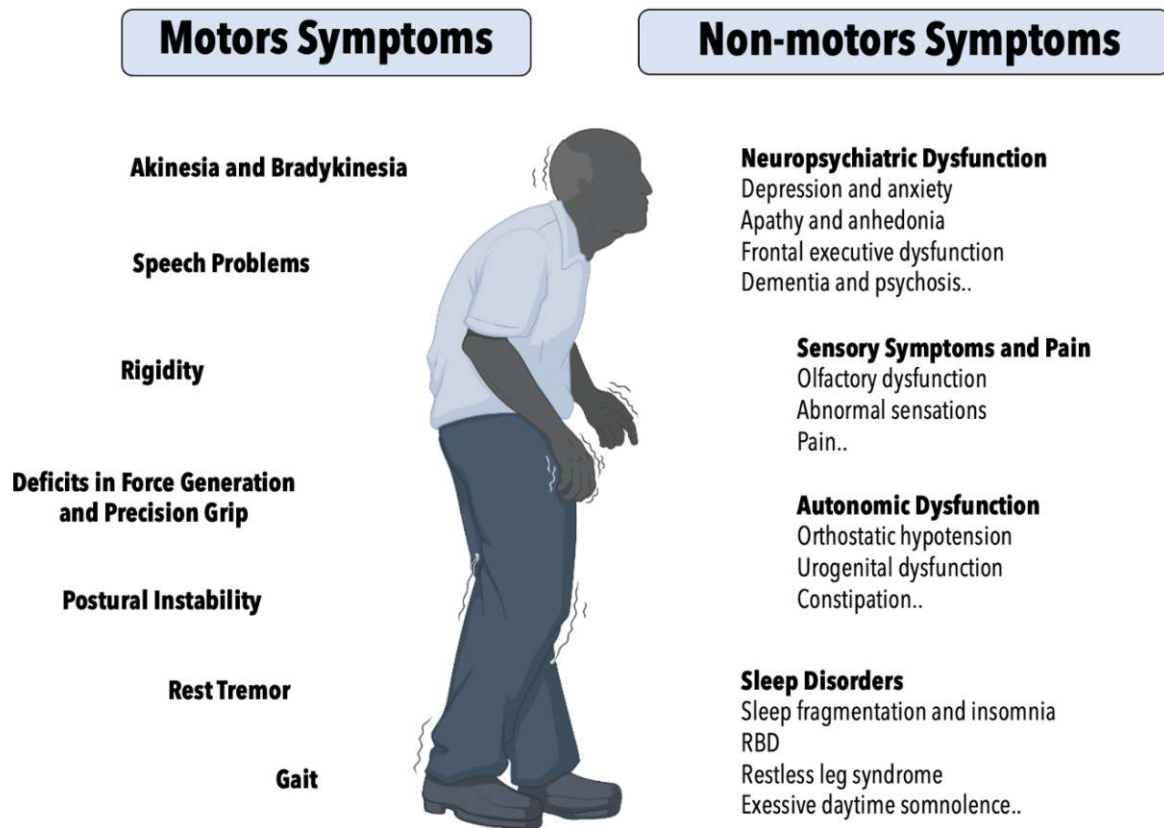 Motors Symptoms
Akinesia and Bradykinesia
Speech Problems
Rigidity
Deficits in Force Generation
and Precision Grip
Postural Instability
Rest Tremor
Gait
Non-motors Symptoms
Neuropsychiatric Dysfunction
Depression and anxiety
Apathy and anhedonia
Frontal executive dysfunction
Dementia and psychosis..
Sensory Symptoms and Pain
Olfactory dysfunction
Abnormal sensations
Pain..
Autonomic Dysfunction
Orthostatic hypotension
Urogenital dysfunction
Constipation..
Sleep Disorders
Sleep fragmentation and insomnia
RBD
Restless leg syndrome
Exessive daytime somnolence..